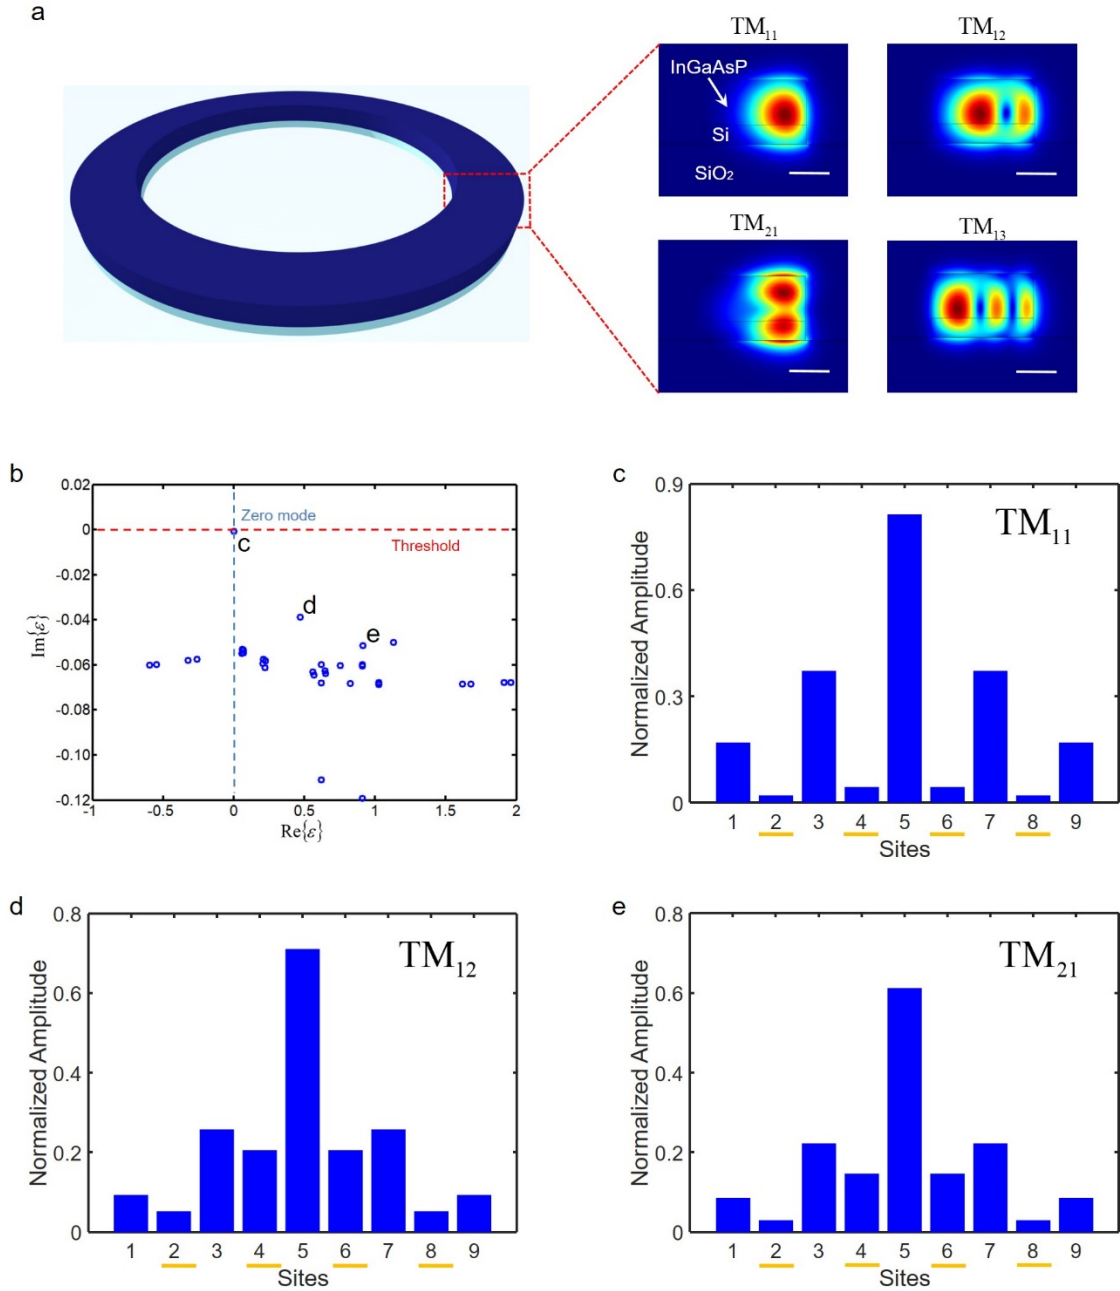 a
TM11
TM12
InGaAsP
Si
SiO2
TM21
TM13
b
0.02
0
-0.02
-0.04
-0.06
-0.08
-0.10
-0.12
-1
-0.5
0
0.5
1
1.5
2
Im{ε}
Re{ε}
Zero mode
Threshold
c
d
e
c
TM11
0.9
0.6
0.3
0
Normalized Amplitude
1 2 3 4 5 6 7 8 9
Sites
d
TM12
0.8
0.6
0.4
0.2
0
Normalized Amplitude
1 2 3 4 5 6 7 8 9
Sites
e
TM21
0.8
0.6
0.4
0.2
0
Normalized Amplitude
1 2 3 4 5 6 7 8 9
Sites